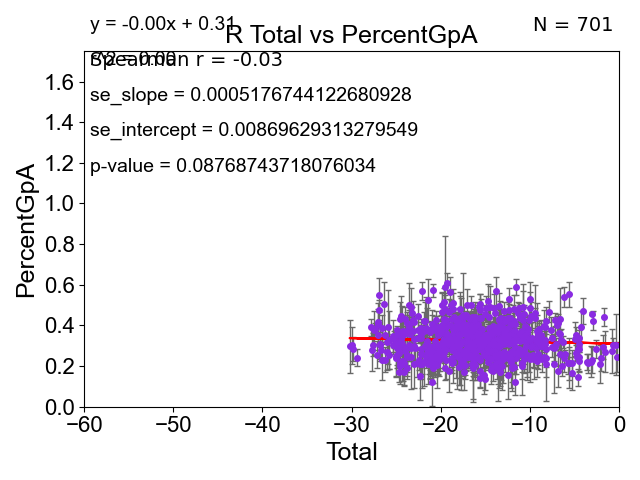 y = -0.00x + 0.31
N = 701
R Total vs PercentGpA
Spearman r = -0.03
se_slope = 0.0005176744122680928
se_intercept = 0.00869629313279549
p-value = 0.08768743718076034
PercentGpA
1.6
1.4
1.2
1.0
0.8
0.6
0.4
0.2
0.0
−60 −50 −40 −30 −20 −10 0
Total